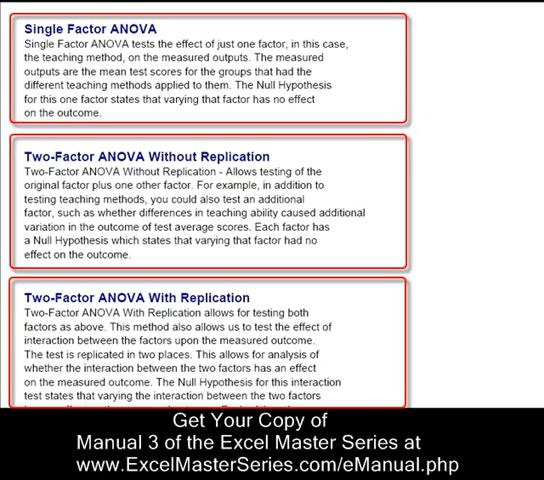 Single Factor ANOVA
Single Factor ANOVA tests the effect of just one factor, in this case,
the teaching method, on the measured outputs. The measured
outputs are the mean test scores for the groups that had the
different teaching methods applied to them. The Null Hypothesis
for this one factor states that varying that factor has no effect
on the outcome.
Two-Factor ANOVA Without Replication
Two-Factor ANOVA Without Replication - Allows testing of the
original factor plus one other factor. For example, in addition to
testing teaching methods, you could also test an additional
factor, such as whether differences in teaching ability caused additional
variation in the outcome of test average scores. Each factor has
a Null Hypothesis which states that varying that factor had no
effect on the outcome.
Two-Factor ANOVA With Replication
Two-Factor ANOVA With Replication allows for testing both
factors as above. This method also allows us to test the effect of
interaction between the factors upon the measured outcome.
The test is replicated in two places. This allows for analysis of
whether the interaction between the two factors has an effect
on the measured outcome. The Null Hypothesis for this interaction
test states that varying the interaction between the two factors
Get Your Copy of
Manual 3 of the Excel Master Series at
www.ExcelMasterSeries.com/eManual.php